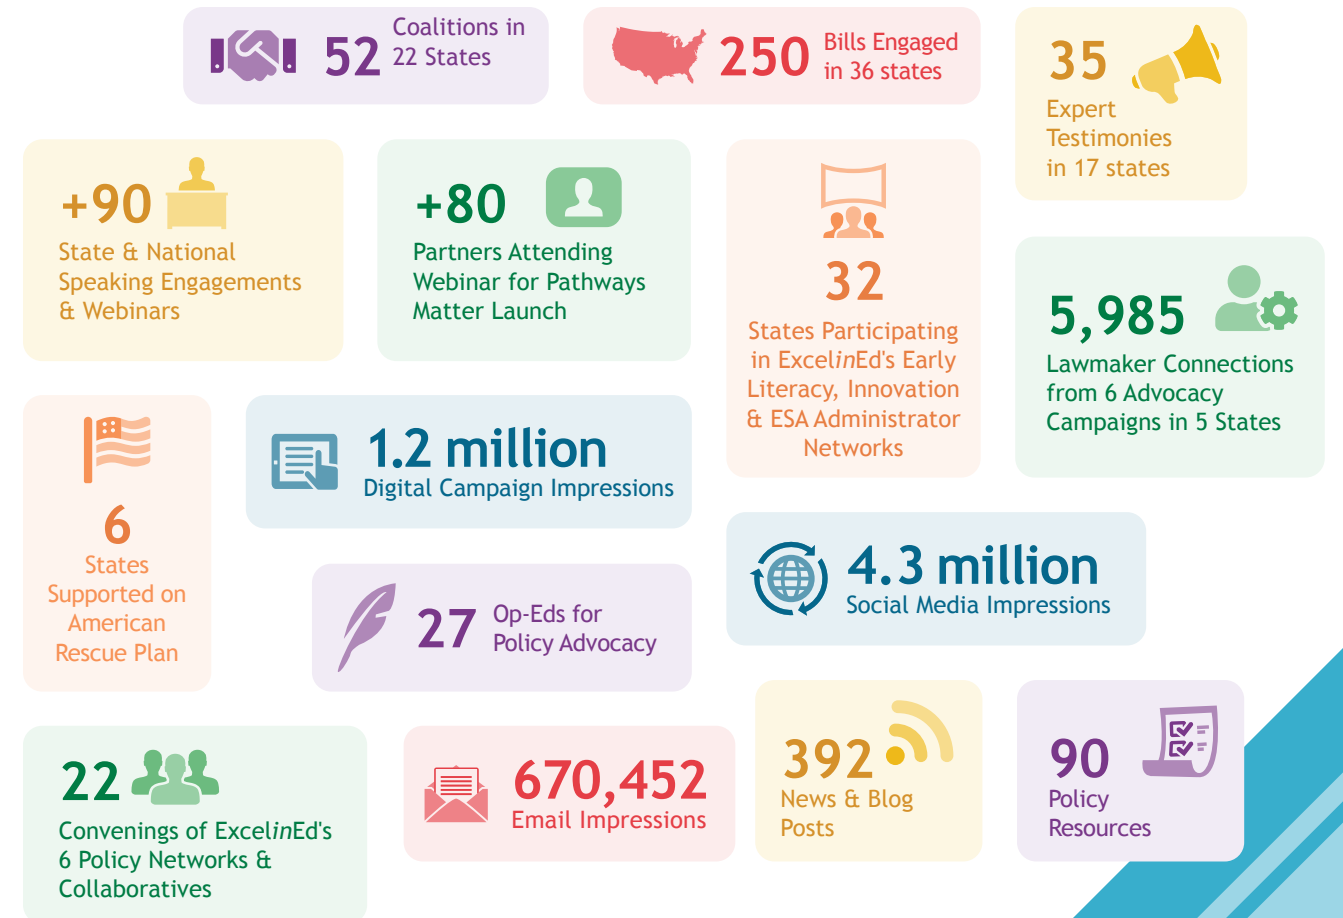 52
Coalitions in
22 States
250
Bills Engaged
in 36 states
35
Expert
Testimonies
in 17 states
+90
State & National
Speaking Engagements
& Webinars
+80
Partners Attending
Webinar for Pathways
Matter Launch
32
States Participating
in ExcelinEd's Early
Literacy, Innovation
& ESA Administrator
Networks
5,985
Lawmaker Connections
from 6 Advocacy
Campaigns in 5 States
6
States
Supported on
American
Rescue Plan
1.2 million
Digital Campaign Impressions
27
Op-Eds for
Policy Advocacy
4.3 million
Social Media Impressions
22
Convenings of ExcelinEd's
6 Policy Networks &
Collaboratives
670,452
Email Impressions
392
News & Blog
Posts
90
Policy
Resources